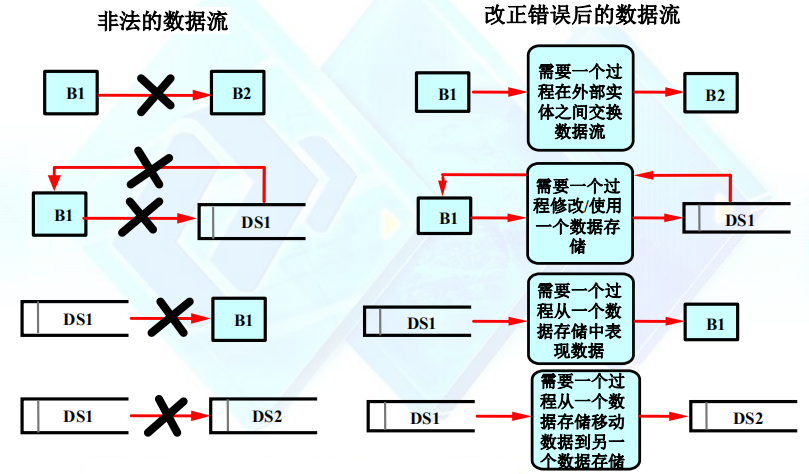 非法的数据流
改正错误后的数据流
B1
B2
B1
需要一个过
程在外部实
体之间交换
数据流
B2
B1
DS1
B1
需要一个过
程修改/使用
一个数据存
储
DS1
DS1
B1
DS1
需要一个过
程从一个数
据存储中表
现数据
B1
DS1
DS2
DS1
需要一个过
程从一个数
据存储移动
数据到另一
个数据存储
DS2